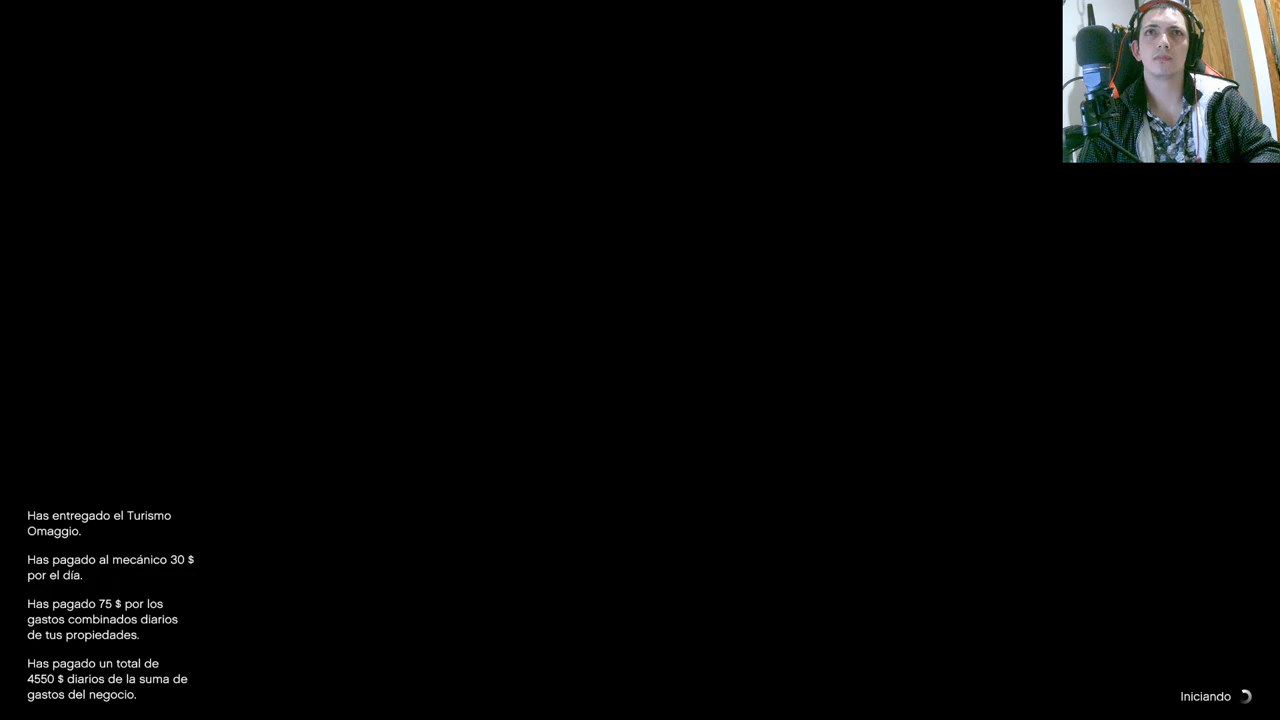 Has entregado el Turismo
Omaggio.
Has pagado al mecánico 30 $
por el día.
Has pagado 75 $ por los
gastos combinados diarios
de tus propiedades.
Has pagado un total de
4550 $ diarios de la suma de
gastos del negocio.
Iniciando